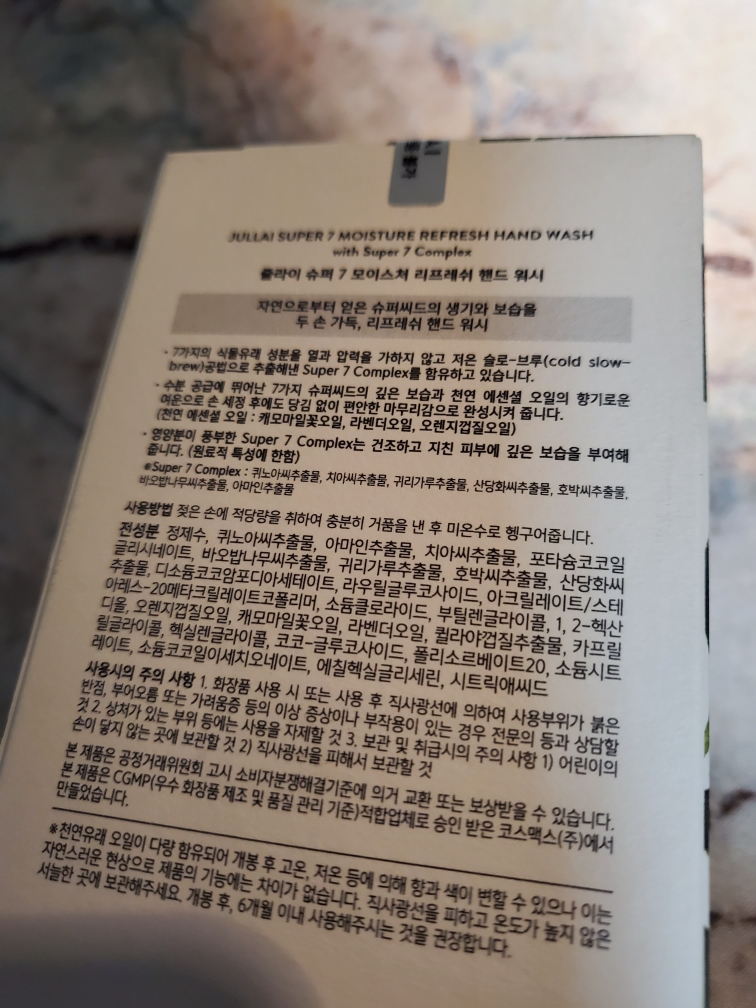 JULLAI SUPER 7 MOISTURE REFRESH HAND WASH
with Super 7 Complex
줄라이 슈퍼 7 모이스처 리프레쉬 핸드 워시
자연으로부터 얻은 슈퍼씨드의 생기와 보습을
두 손 가득, 리프레쉬 핸드 워시
· 7가지의 식물유래 성분을 열과 압력을 가하지 않고 저온 슬로-브루(cold slow-
brew)공법으로 추출해낸 Super 7 Complex를 함유하고 있습니다.
· 수분 공급에 뛰어난 7가지 슈퍼씨드의 깊은 보습과 천연 에센셜 오일의 향기로운
여운으로 손 세정 후에도 당김 없이 편안한 마무리감으로 완성시켜 줍니다.
(천연 에센셜 오일 : 캐모마일꽃오일, 라벤더오일, 오렌지껍질오일)
· 영양분이 풍부한 Super 7 Complex는 건조하고 지친 피부에 깊은 보습을 부여해
줍니다. (원료적 특성에 한함)
※Super 7 Complex : 퀴노아씨추출물, 치아씨추출물, 귀리가루추출물, 산당화씨추출물, 호박씨추출물,
바오밥나무씨추출물, 아마인추출물
사용방법 젖은 손에 적당량을 취하여 충분히 거품을 낸 후 미온수로 헹구어줍니다.
전성분 정제수, 퀴노아씨추출물, 아마인추출물, 치아씨추출물, 포타슘코코일
글리시네이트, 바오밥나무씨추출물, 귀리가루추출물, 호박씨추출물, 산당화씨
추출물, 디소듐코코암포디아세테이트, 라우릴글루코사이드, 아크릴레이트/스테
아레스-20메타크릴레이트코폴리머, 소듐클로라이드, 부틸렌글라이콜, 1, 2-헥산
디올, 오렌지껍질오일, 캐모마일꽃오일, 라벤더오일, 퀼라야껍질추출물, 카프릴
릴글라이콜, 헥실렌글라이콜, 코코-글루코사이드, 폴리소르베이트20, 소듐시트
레이트, 소듐코코일이세치오네이트, 에칠헥실글리세린, 시트릭애씨드
사용시의 주의 사항 1. 화장품 사용 시 또는 사용 후 직사광선에 의하여 사용부위가 붉은
반점, 부어오름 또는 가려움증 등의 이상 증상이나 부작용이 있는 경우 전문의 등과 상담할
것 2. 상처가 있는 부위 등에는 사용을 자제할 것 3. 보관 및 취급시의 주의 사항 1) 어린이의
손이 닿지 않는 곳에 보관할 것 2) 직사광선을 피해서 보관할 것
본 제품은 공정거래위원회 고시 소비자분쟁해결기준에 의거 교환 또는 보상받을 수 있습니다.
본 제품은 CGMP(우수 화장품 제조 및 품질 관리 기준)적합업체로 승인 받은 코스맥스(주)에서
만들었습니다.
※천연유래 오일이 다량 함유되어 개봉 후 고온, 저온 등에 의해 향과 색이 변할 수 있으나 이는
자연스러운 현상으로 제품의 기능에는 차이가 없습니다. 직사광선을 피하고 온도가 높지 않은
서늘한 곳에 보관해주세요. 개봉 후, 6개월 이내 사용해주시는 것을 권장합니다.